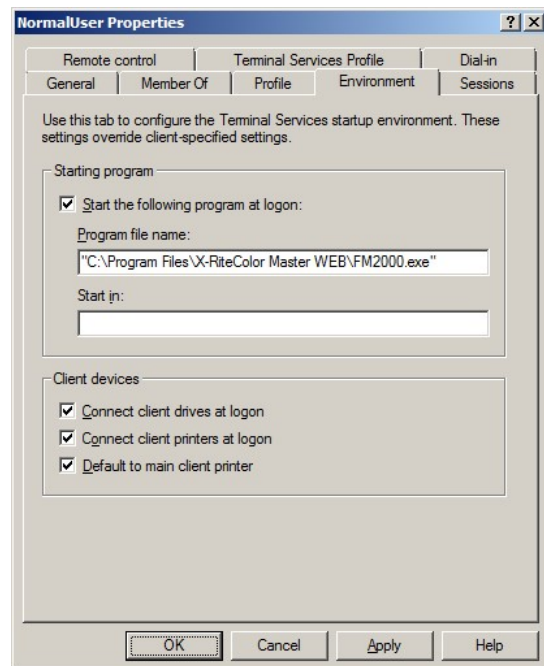 NormalUser Properties
Remote control Terminal Services Profile Dial-in
General Member Of Profile Environment Sessions
Use this tab to configure the Terminal Services startup environment. These
settings override client-specified settings.
Starting program
Start the following program at logon:
Program file name:
"C:\Program Files\X-RiteColor Master WEB\FM2000.exe"
Start in:
Client devices
Connect client drives at logon
Connect client printers at logon
Default to main client printer
OK Cancel Apply Help